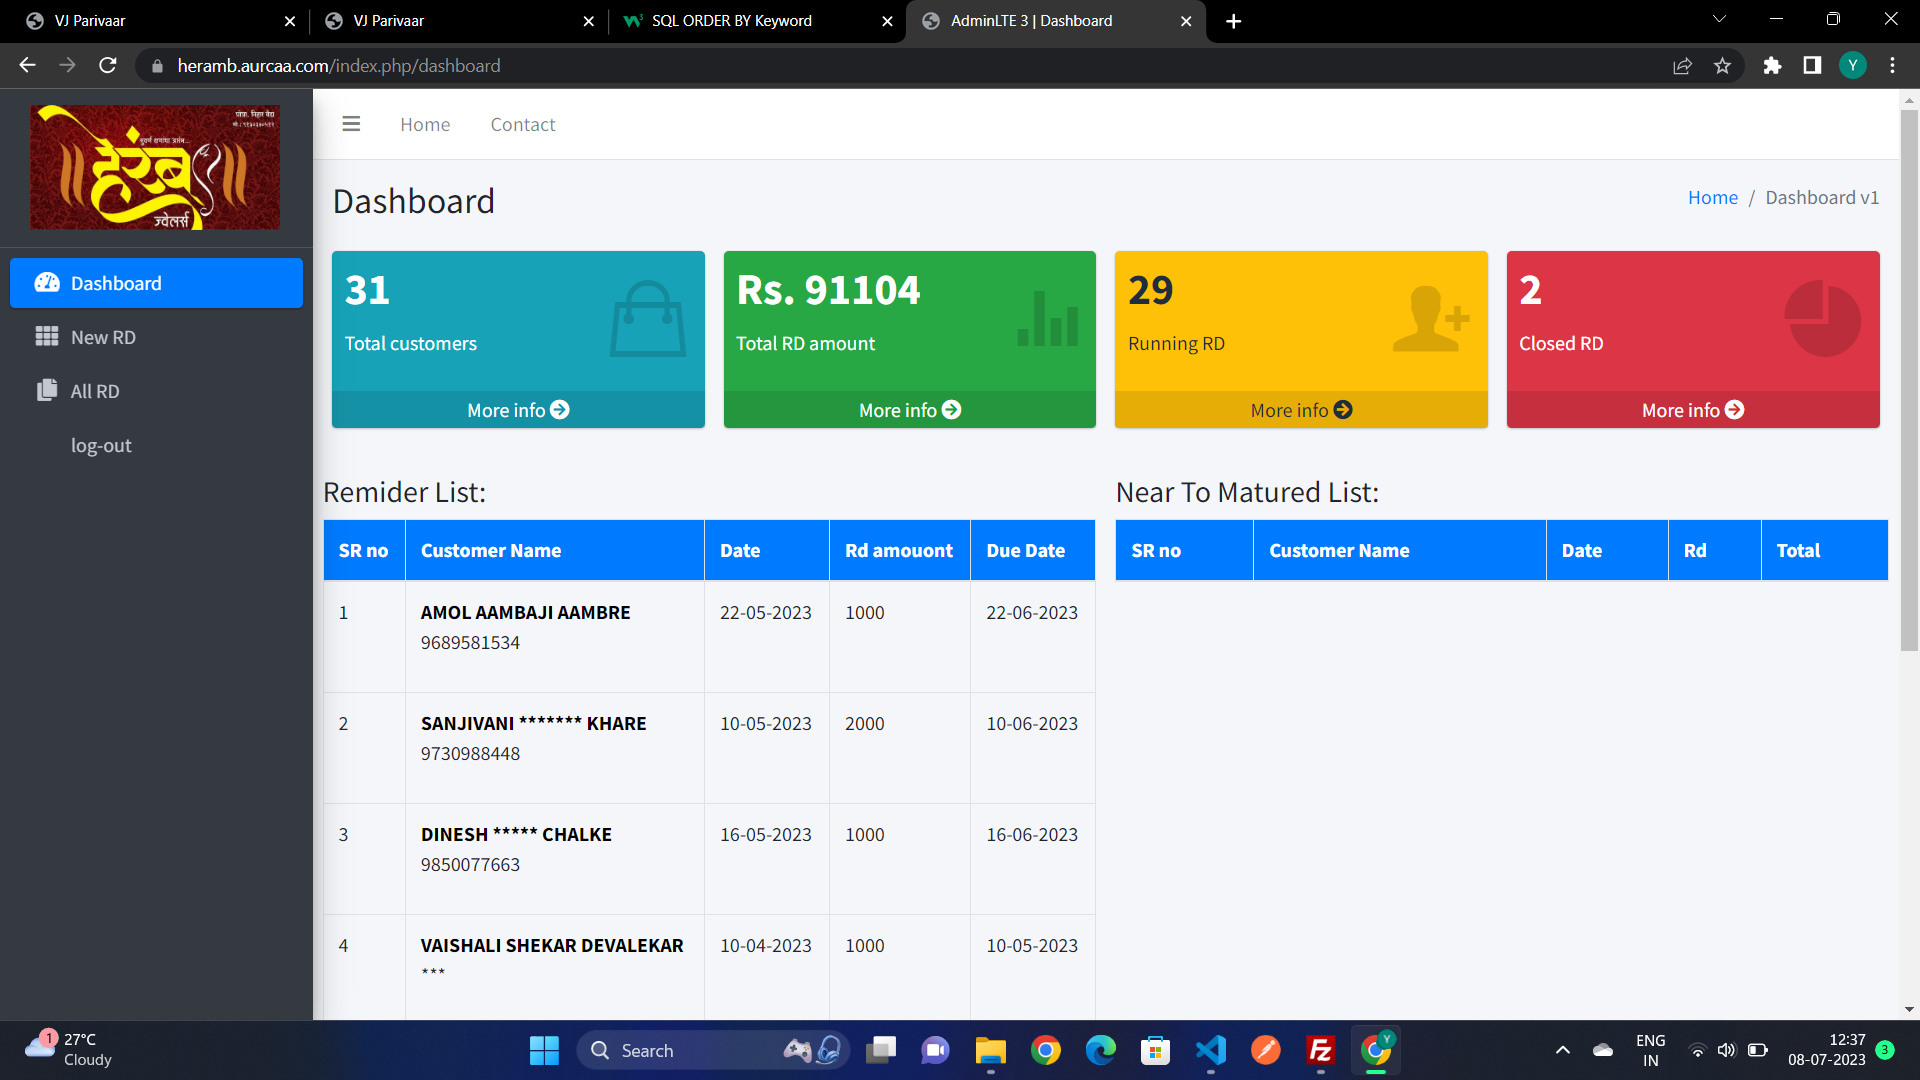 VJ Parivaar
VJ Parivaar
SQL ORDER BY Keyword
AdminLTE 3 | Dashboard
heramb.aurcaa.com/index.php/dashboard
Y
हेरंब
ज्वेलर्स
Home
Contact
Dashboard
Home / Dashboard v1
Dashboard
New RD
All RD
log-out
31
Total customers
More info
Rs. 91104
Total RD amount
More info
29
Running RD
More info
2
Closed RD
More info
Remider List:
SR no Customer Name Date Rd amouont Due Date
1 AMOL AAMBAJI AAMBRE 22-05-2023 1000 22-06-2023
9689581534
2 SANJIVANI ******* KHARE 10-05-2023 2000 10-06-2023
9730988448
3 DINESH ***** CHALKE 16-05-2023 1000 16-06-2023
9850077663
4 VAISHALI SHEKAR DEVALEKAR 10-04-2023 1000 10-05-2023
***
Near To Matured List:
SR no Customer Name Date Rd Total
1
27°C
Cloudy
Search
Fz
Y
ENG
IN
12:37
08-07-2023
3